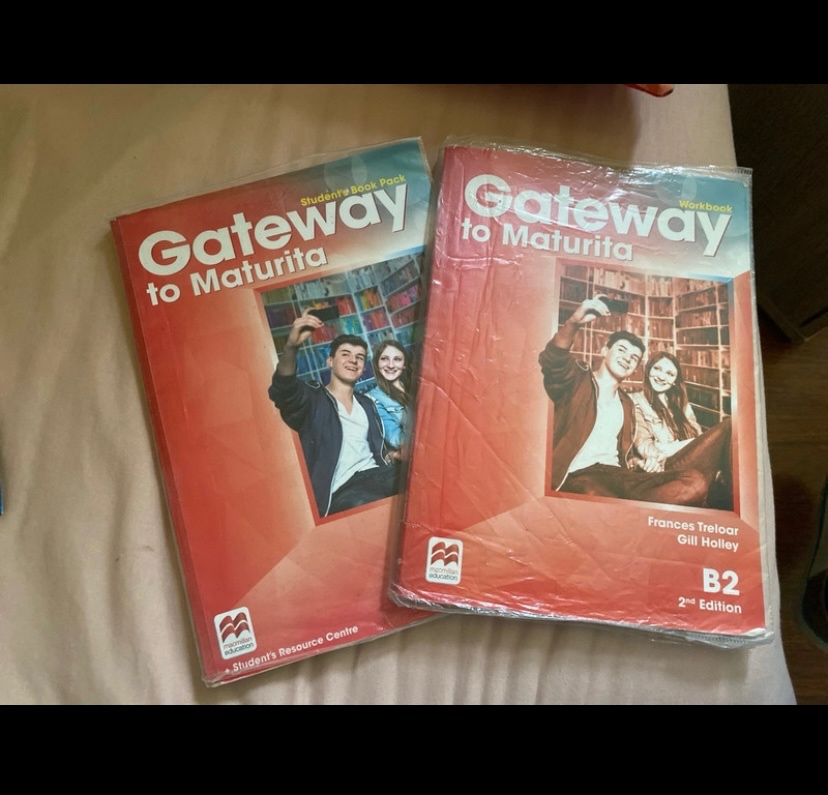 Student's Book Pack
Gateway
to Maturita
macmillan
education
+ Student's Resource Centre
Workbook
Gateway
to Maturita
Frances Treloar
Gill Holley
macmillan
education
B2
2nd Edition